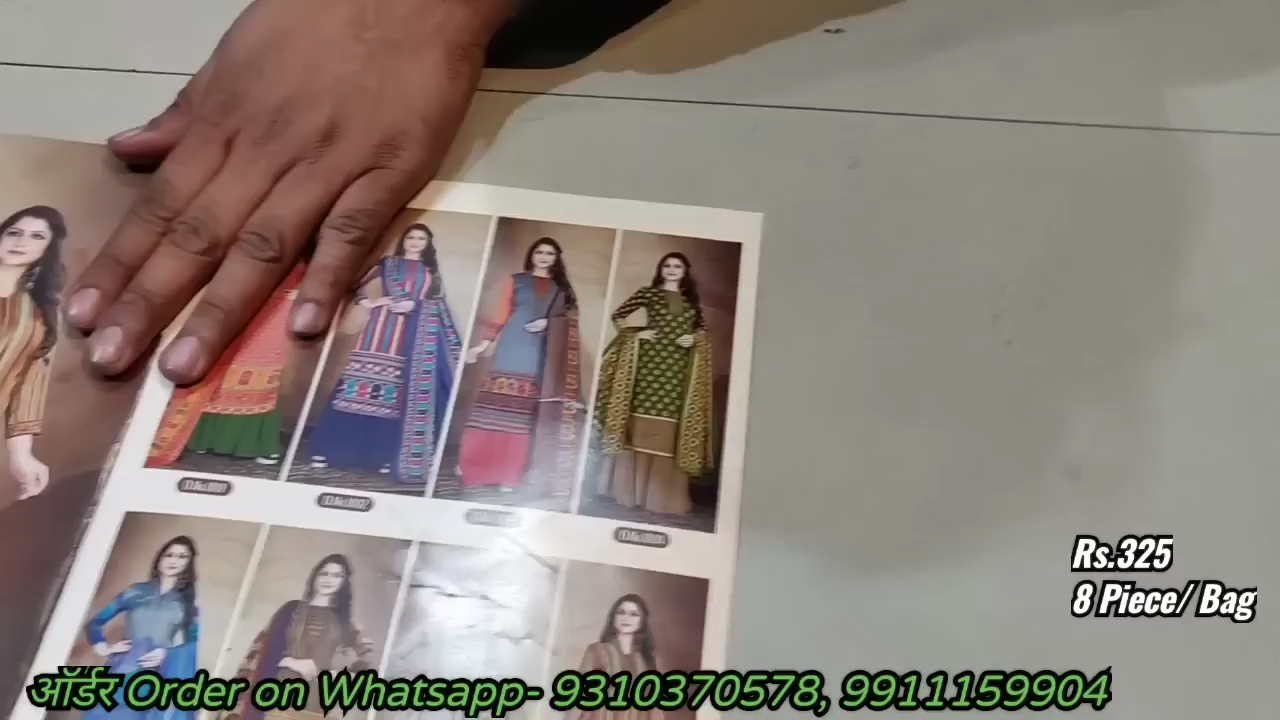 Rs.325
8 Piece/ Bag
ऑर्डर Order on Whatsapp- 9310370578, 9911159904